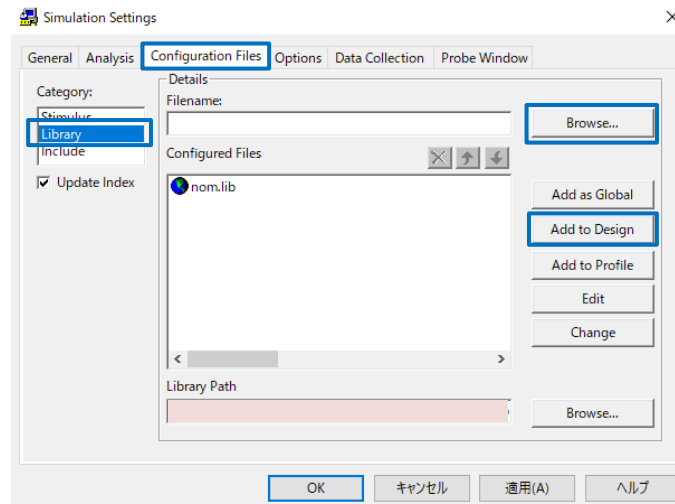 Simulation Settings
General Analysis Configuration Files Options Data Collection Probe Window
Category:
Stimulus
Library
Include
Update Index
Details
Filename:
Browse...
Configured Files
nom.lib
Add as Global
Add to Design
Add to Profile
Edit
Change
Library Path
Browse...
OK キャンセル 適用(A) ヘルプ